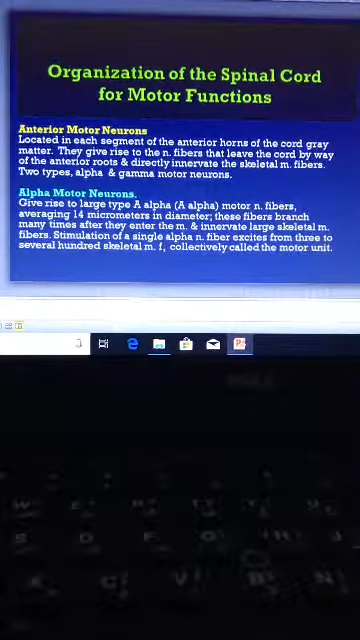 Organization of the Spinal Cord
for Motor Functions
Anterior Motor Neurons
Located in each segment of the anterior horns of the cord gray
matter. They give rise to the n. fibers that leave the cord by way
of the anterior roots & directly innervate the skeletal m. fibers.
Two types, alpha & gamma motor neurons.
Alpha Motor Neurons.
Give rise to large type A alpha (A alpha) motor n. fibers,
averaging 14 micrometers in diameter; these fibers branch
many times after they enter the m. & innervate large skeletal m.
fibers. Stimulation of a single alpha n. fiber excites from three to
several hundred skeletal m. f, collectively called the motor unit.